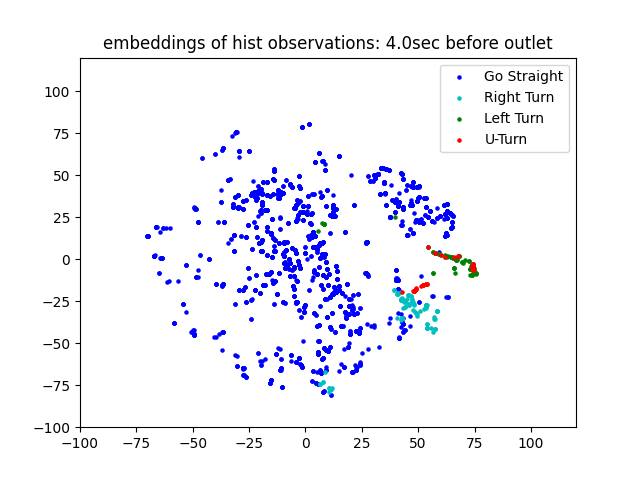 embeddings of hist observations: 4.0sec before outlet
Go Straight
Right Turn
Left Turn
U-Turn
100
75
50
25
0
−25
−50
−75
−100
−100 −75 −50 −25 0 25 50 75 100